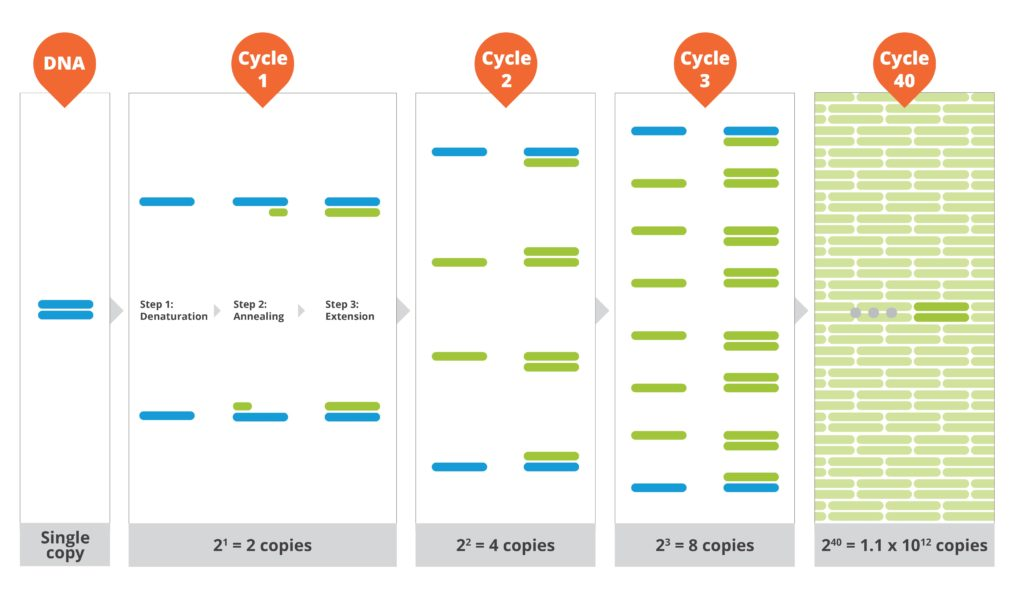 DNA
Cycle
1
Cycle
2
Cycle
3
Cycle
40
Step 1:
Denaturation
Step 2:
Annealing
Step 3:
Extension
Single
copy
2¹ = 2 copies
2² = 4 copies
2³ = 8 copies
2⁴⁰ = 1.1 x 10¹² copies